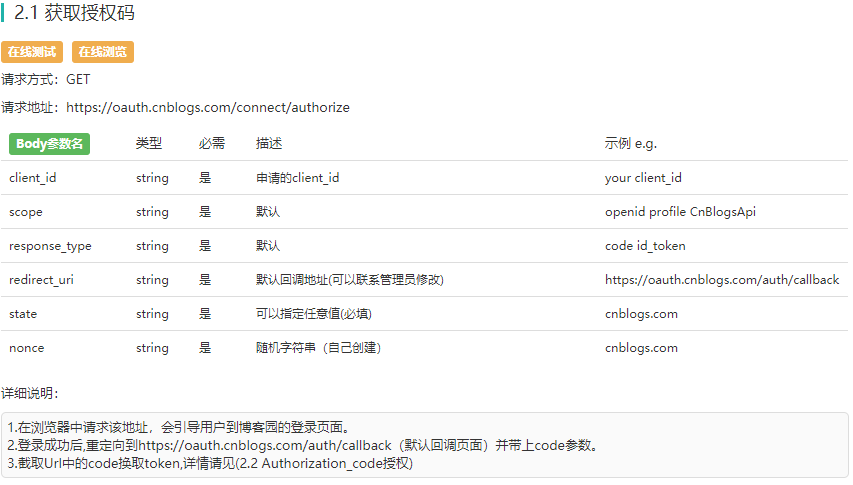 2.1 获取授权码
在线测试 在线浏览
请求方式：GET
请求地址：https://oauth.cnblogs.com/connect/authorize
Body参数名 类型 必需 描述 示例 e.g.
client_id string 是 申请的client_id your client_id
scope string 是 默认 openid profile CnBlogsApi
response_type string 是 默认 code id_token
redirect_uri string 是 默认回调地址(可以联系管理员修改) https://oauth.cnblogs.com/auth/callback
state string 是 可以指定任意值(必填) cnblogs.com
nonce string 是 随机字符串（自己创建） cnblogs.com
详细说明：
1.在浏览器中请求该地址，会引导用户到博客园的登录页面。
2.登录成功后,重定向到https://oauth.cnblogs.com/auth/callback（默认回调页面）并带上code参数。
3.截取Url中的code换取token,详情请见(2.2 Authorization_code授权)